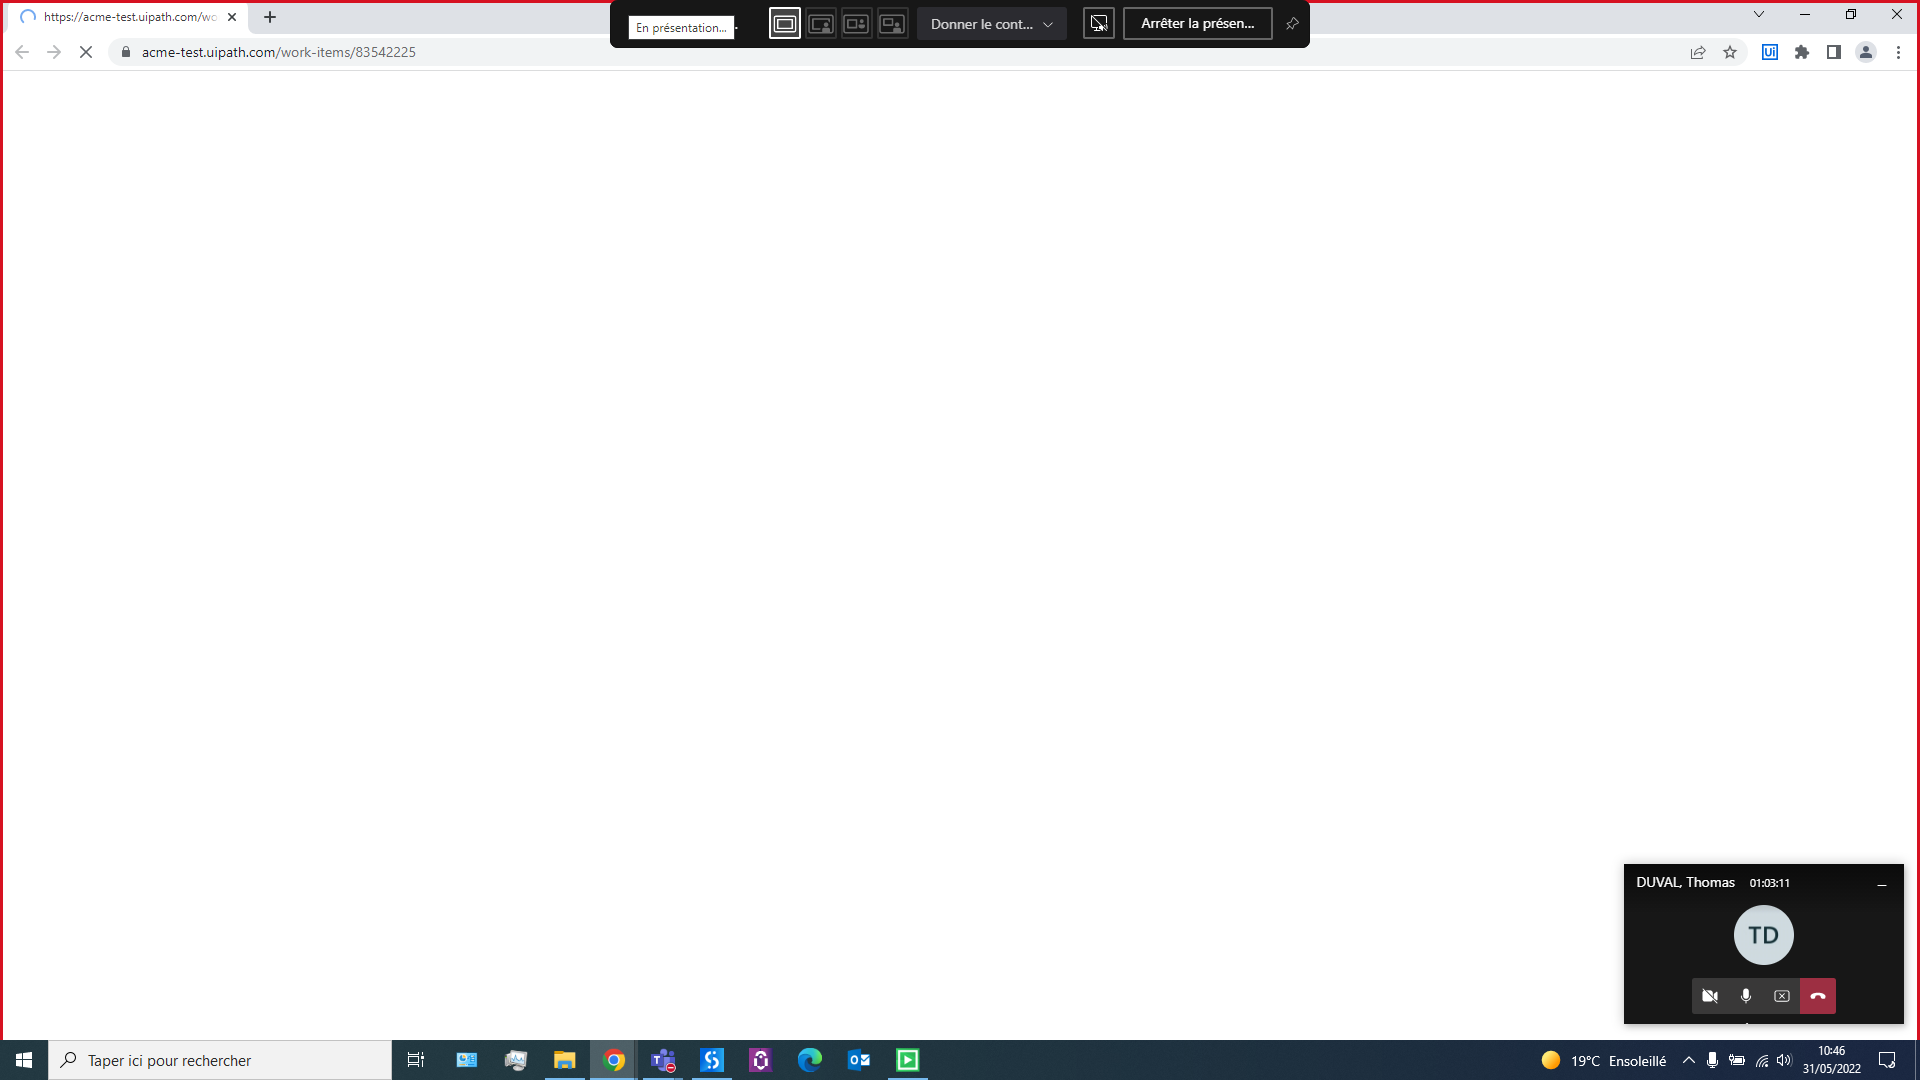 https://acme-test.uipath.com/wo
En présentation...
Donner le cont...
Arrêter la présen...
acme-test.uipath.com/work-items/83542225
Ui
DUVAL, Thomas 01:03:11
TD
Taper ici pour rechercher
19°C Ensoleillé
10:46
31/05/2022